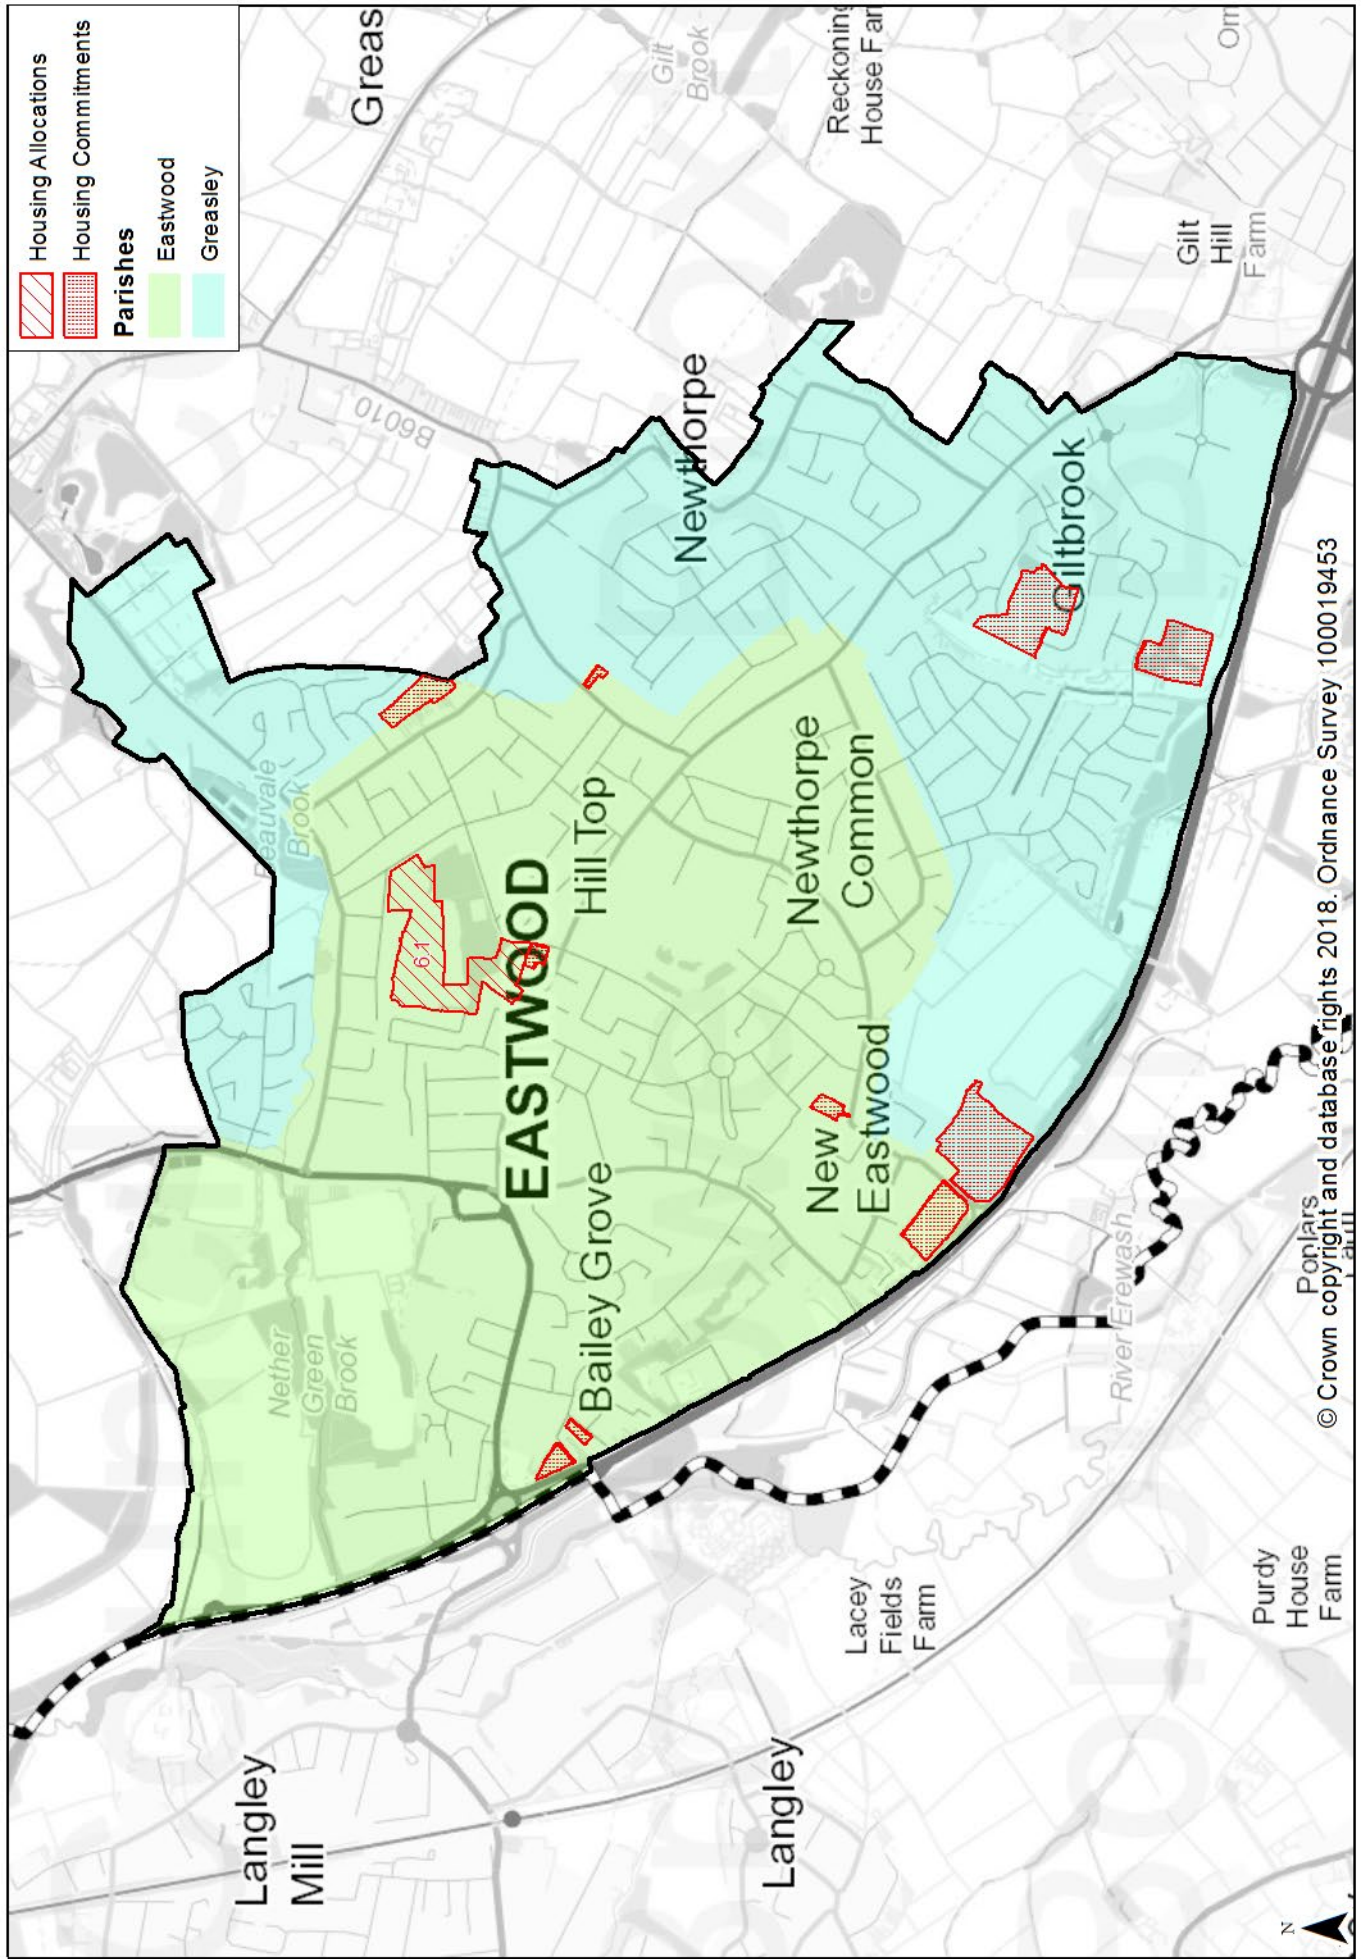 Housing Allocations
Housing Commitments
Parishes
Eastwood
Greasley
Greas
Gilt
Brook
Reckoning
House Far
Orn
Gilt
Hill
Farm
B6010
Newthorpe
Giltbrook
Beauvale
Brook
Hill Top
Newthorpe
Common
6.1
EASTWOOD
New
Eastwood
Bailey Grove
Nether
Green
Brook
River Erewash
Poplars
Langley
Mill
Langley
Lacey
Fields
Farm
Purdy
House
Farm
N
© Crown copyright and database rights 2018. Ordnance Survey 100019453